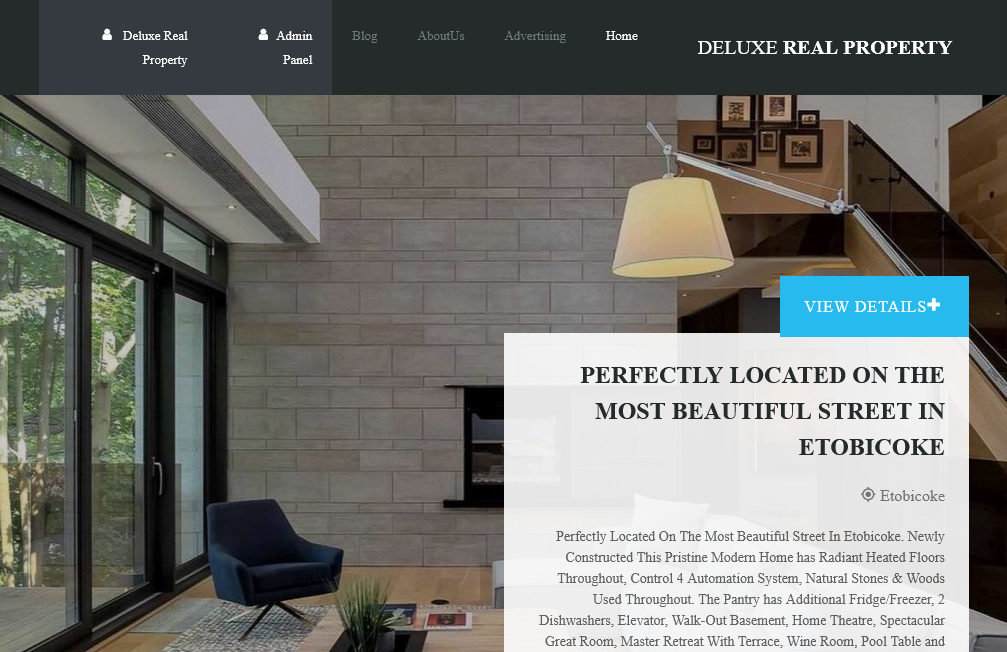 Deluxe Real
Property
Admin
Panel
Blog
AboutUs
Advertising
Home
DELUXE REAL PROPERTY
VIEW DETAILS
PERFECTLY LOCATED ON THE
MOST BEAUTIFUL STREET IN
ETOBICOKE
Etobicoke
Perfectly Located On The Most Beautiful Street In Etobicoke. Newly
Constructed This Pristine Modern Home has Radiant Heated Floors
Throughout, Control 4 Automation System, Natural Stones & Woods
Used Throughout. The Pantry has Additional Fridge/Freezer, 2
Dishwashers, Elevator, Walk-Out Basement, Home Theatre, Spectacular
Great Room, Master Retreat With Terrace, Wine Room, Pool Table and